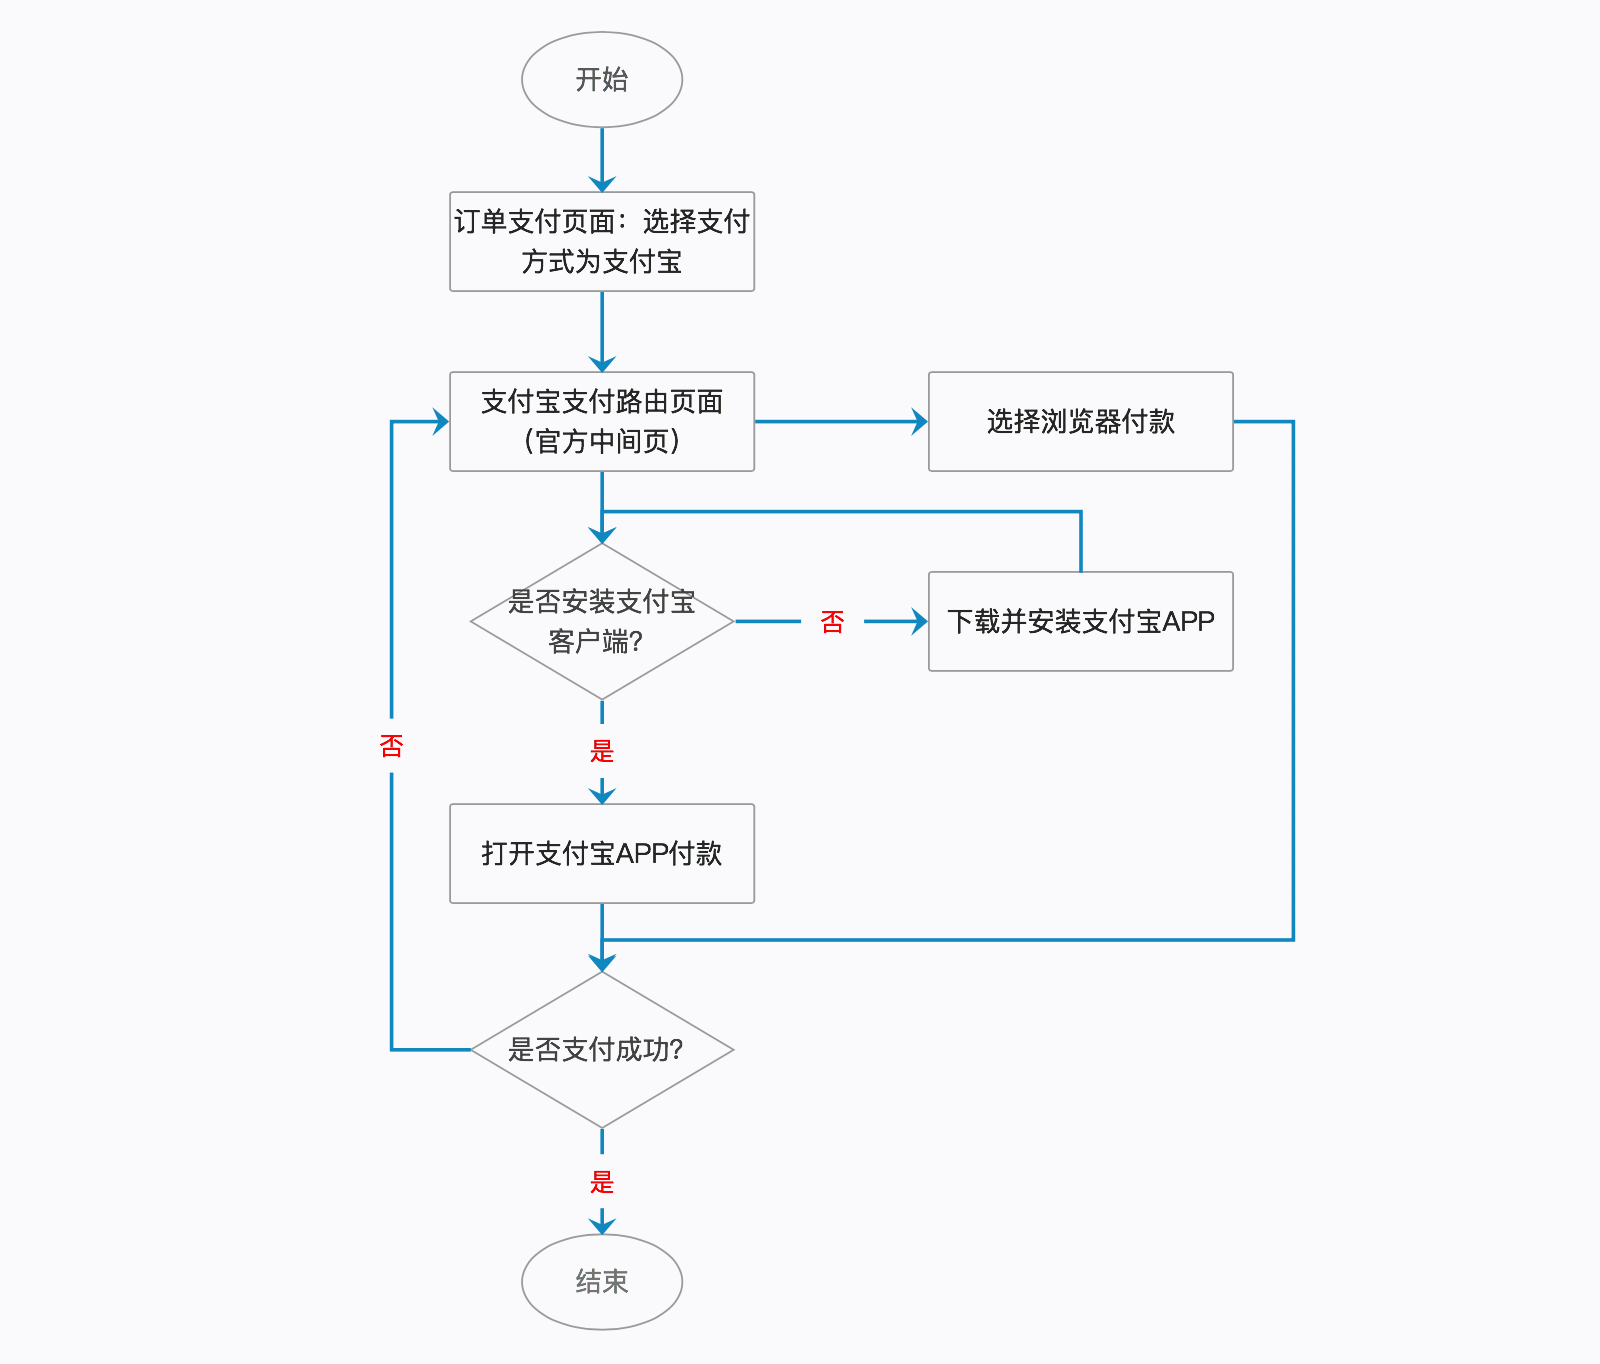 开始
订单支付页面：选择支付
方式为支付宝
支付宝支付路由页面
（官方中间页）
选择浏览器付款
是否安装支付宝
客户端？
否
下载并安装支付宝APP
否
是
打开支付宝APP付款
是否支付成功？
是
结束